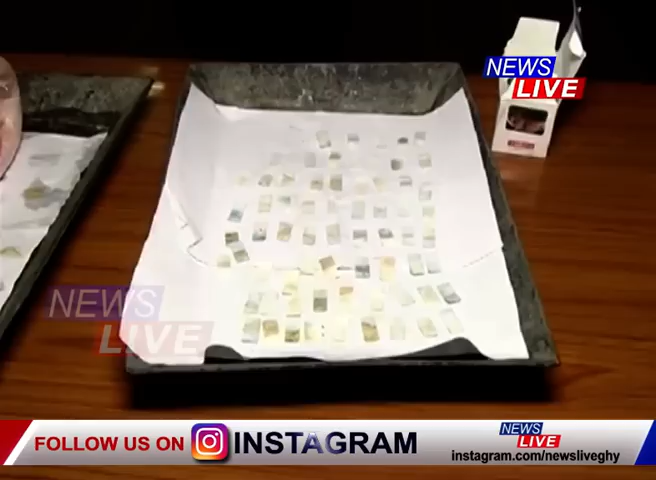 NEWS
LIVE
NEWS
LIVE
FOLLOW US ON INSTAGRAM
NEWS
LIVE
instagram.com/newsliveghy